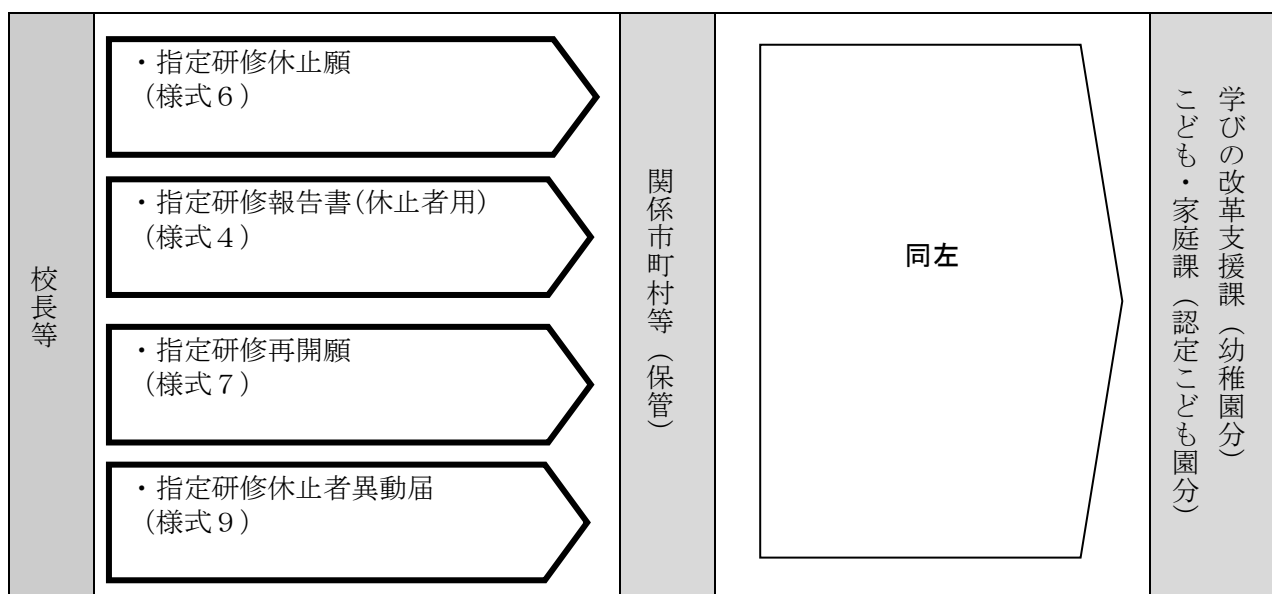 校長等
・指定研修休止願
（様式６）
・指定研修報告書(休止者用)
（様式４）
・指定研修再開願
（様式７）
・指定研修休止者異動届
（様式９）
関係市町村等（保管）
同左
学びの改革支援課（幼稚園分）
こども・家庭課（認定こども園分）